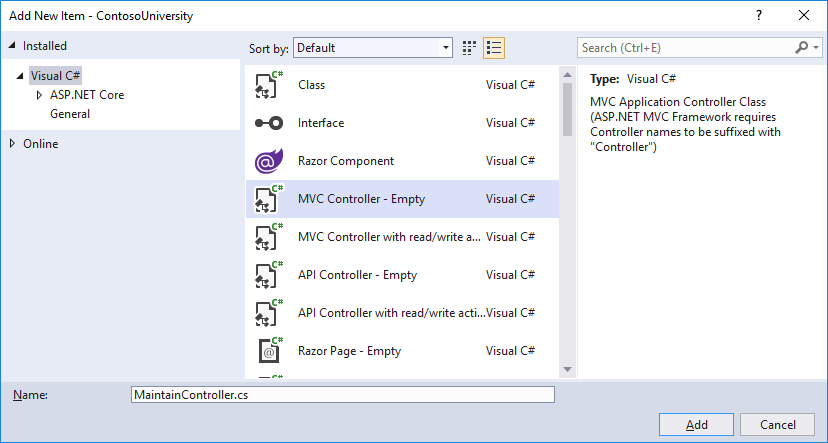 Add New Item - ContosoUniversity
Installed
Visual C#
ASP.NET Core
General
Online
Sort by: Default
Search (Ctrl+E)
C# Class Visual C#
Interface Visual C#
@ Razor Component Visual C#
C# MVC Controller - Empty Visual C#
C# MVC Controller with read/write a... Visual C#
C# API Controller - Empty Visual C#
C# API Controller with read/write acti... Visual C#
@ Razor Page - Empty Visual C#
C#
Type: Visual C#
MVC Application Controller Class
(ASP.NET MVC Framework requires
Controller names to be suffixed with
"Controller")
Name: MaintainController.cs
Add Cancel